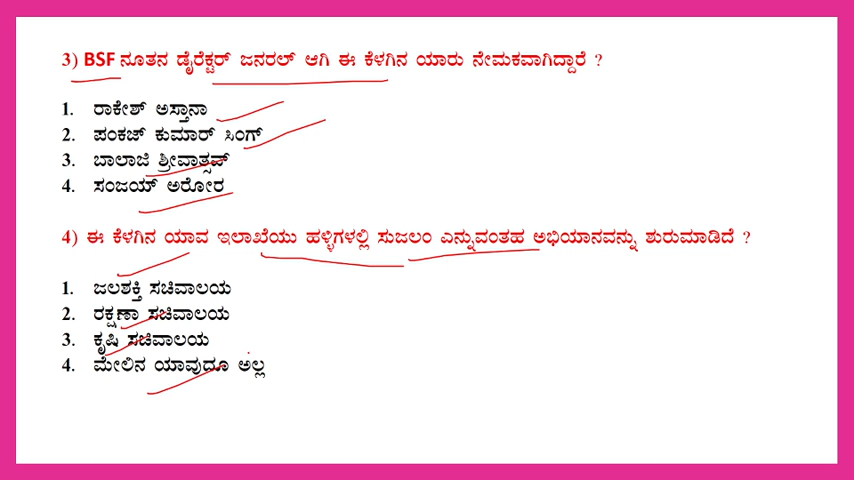 3) BSF ನೂತನ ಡೈರೆಕ್ಟರ್ ಜನರಲ್ ಆಗಿ ಈ ಕೆಳಗಿನ ಯಾರು ನೇಮಕವಾಗಿದ್ದಾರೆ ?
1. ರಾಕೇಶ್ ಅಸ್ತಾನಾ
2. ಪಂಕಜ್ ಕುಮಾರ್ ಸಿಂಗ್
3. ಬಾಲಾಜಿ ಶ್ರೀವಾತ್ಸವ್
4. ಸಂಜಯ್ ಅರೋರ
4) ಈ ಕೆಳಗಿನ ಯಾವ ಇಲಾಖೆಯು ಹಳ್ಳಿಗಳಲ್ಲಿ ಸುಜಲಂ ಎನ್ನುವಂತಹ ಅಭಿಯಾನವನ್ನು ಶುರುಮಾಡಿದೆ ?
1. ಜಲಶಕ್ತಿ ಸಚಿವಾಲಯ
2. ರಕ್ಷಣಾ ಸಚಿವಾಲಯ
3. ಕೃಷಿ ಸಚಿವಾಲಯ
4. ಮೇಲಿನ ಯಾವುದೂ ಅಲ್ಲ